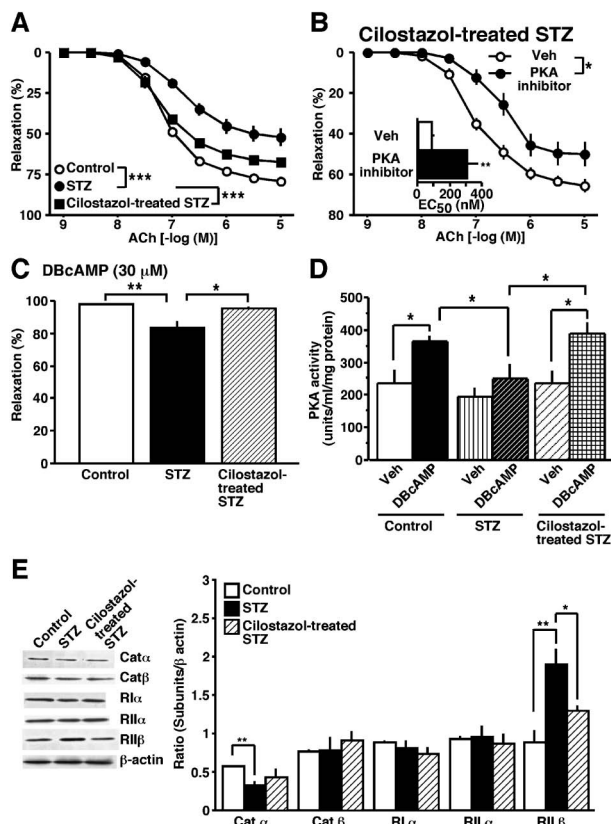 A
Relaxation (%)
0
25
50
75
100
Control
STZ
Cilostazol-treated STZ
***
***
9 8 7 6 5
ACh [-log (M)]
B
Cilostazol-treated STZ
Relaxation (%)
0
20
40
60
80
Veh
PKA
inhibitor
*
Veh
PKA
inhibitor
**
0 200 400
EC50 (nM)
9 8 7 6 5
ACh [-log (M)]
C
DBcAMP (30 μM)
Relaxation (%)
100
80
60
40
20
0
** *
Control STZ Cilostazol-
treated
STZ
D
PKA activity
(units/ml/mg protein)
500
400
300
200
100
0
*
*
*
*
Veh DBcAMP Veh DBcAMP Veh DBcAMP
Control STZ Cilostazol-
treated STZ
E
Control STZ Cilostazol-
treated
STZ
Catα
Catβ
RIα
RIIα
RIIβ
β-actin
Ratio (Subunits/β actin)
3
2.5
2
1.5
1
0.5
0
Control
STZ
Cilostazol-treated
STZ
**
**
*
Cat α Cat β RI α RII α RII β